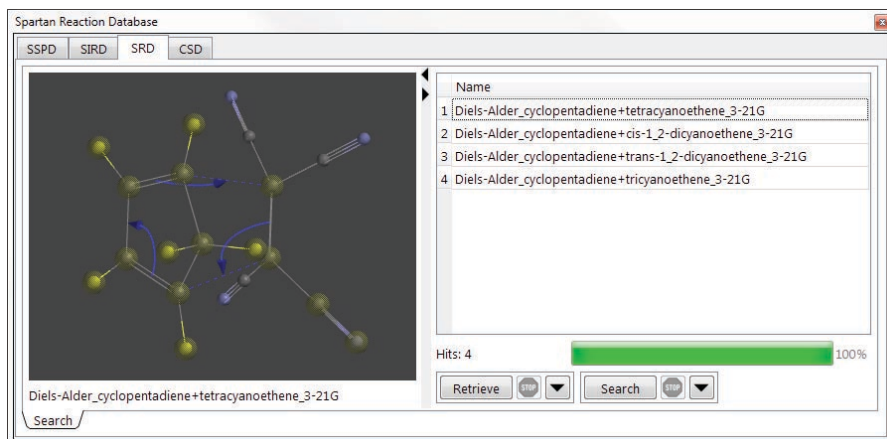 Spartan Reaction Database
SSPD SIRD SRD CSD
Name
1 Diels-Alder_cyclopentadiene+tetracyanoethene_3-21G
2 Diels-Alder_cyclopentadiene+cis-1_2-dicyanoethene_3-21G
3 Diels-Alder_cyclopentadiene+trans-1_2-dicyanoethene_3-21G
4 Diels-Alder_cyclopentadiene+tricyanoethene_3-21G
Hits: 4 100%
Retrieve STOP Search STOP
Diels-Alder_cyclopentadiene+tetracyanoethene_3-21G
Search